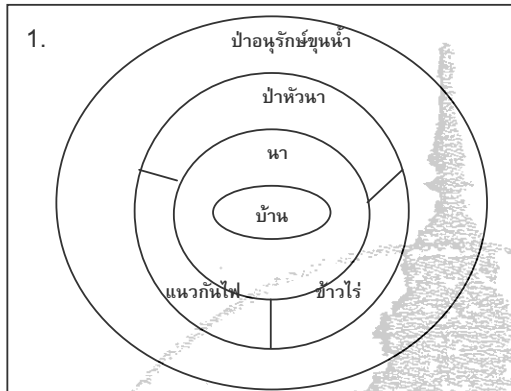 1.
ป่าอนุรักษ์ขุนน้ำ
ป่าหัวนา
นา
บ้าน
แนวกันไฟ ข้าวไร่